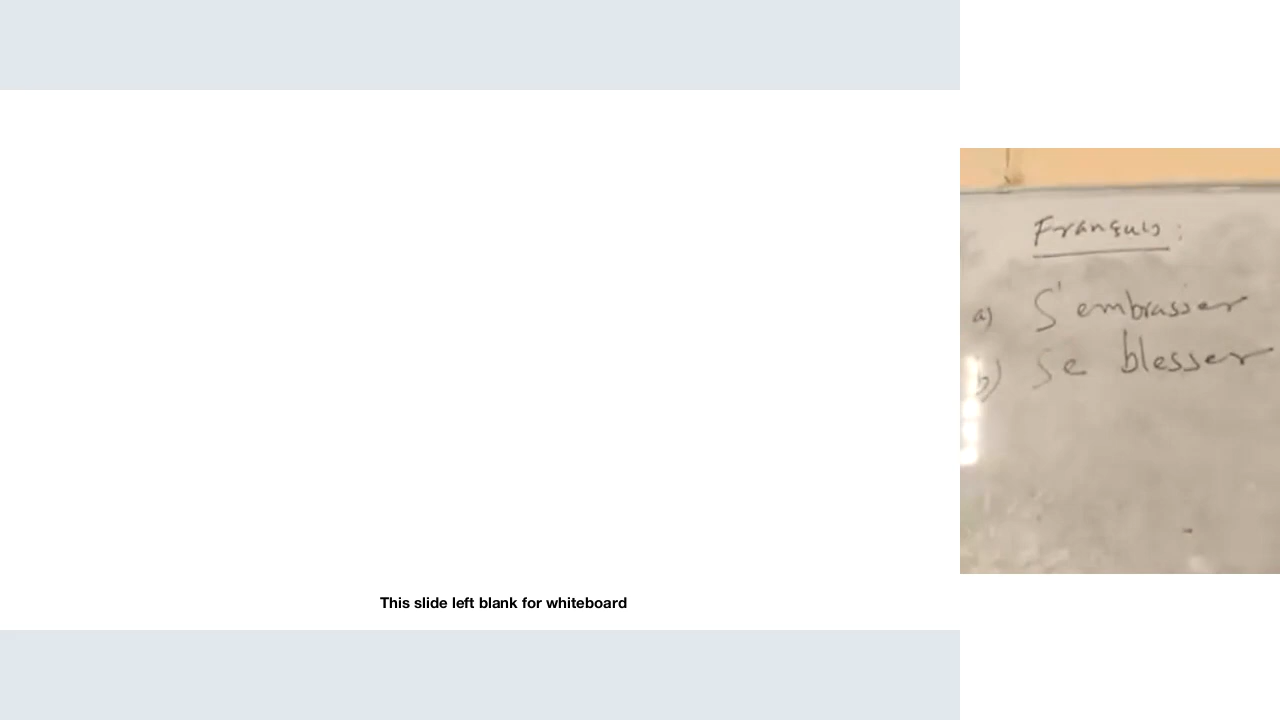 Français :
a) S'embrasser
b) Se blesser
This slide left blank for whiteboard